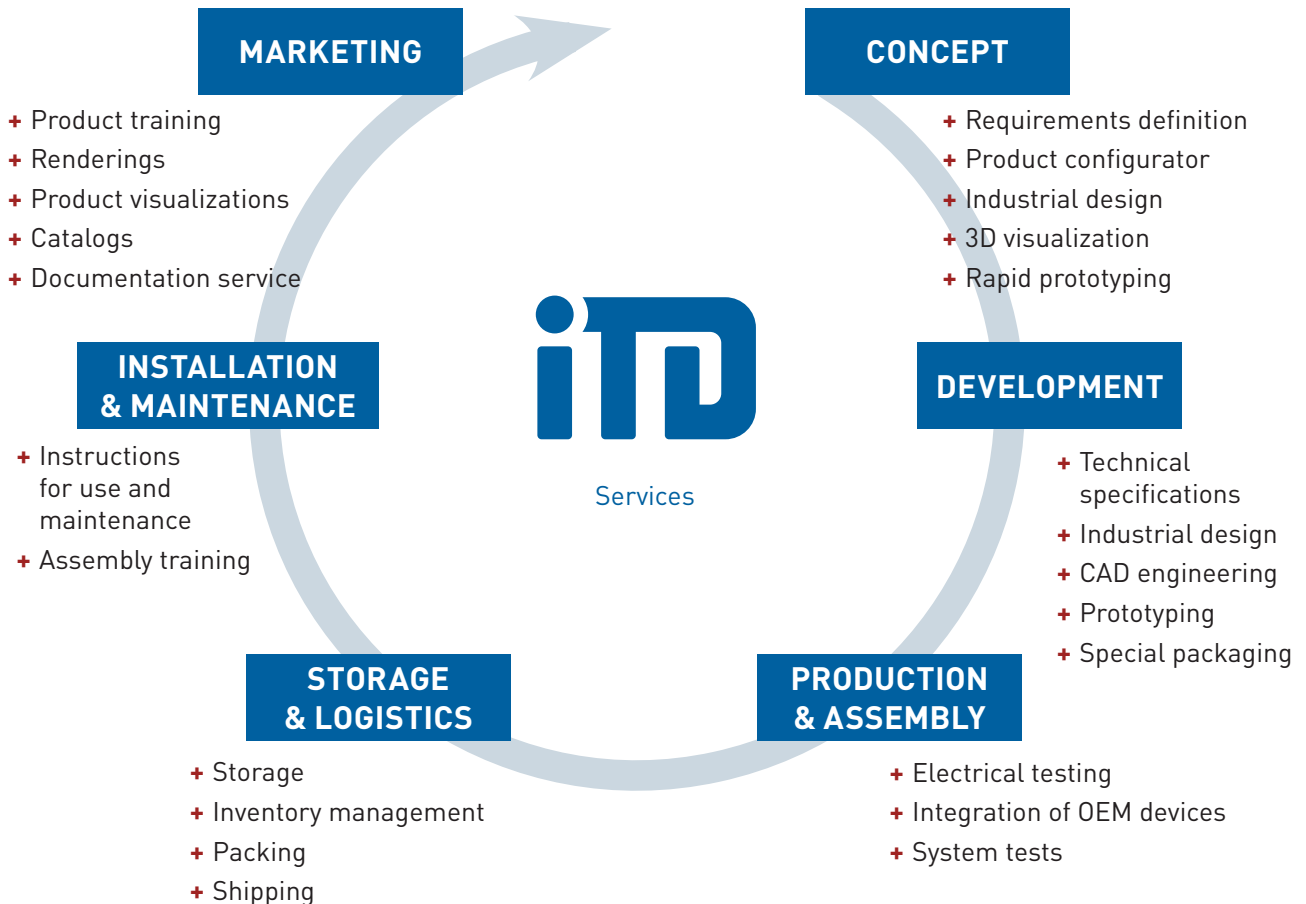 MARKETING
+ Product training
+ Renderings
+ Product visualizations
+ Catalogs
+ Documentation service
CONCEPT
+ Requirements definition
+ Product configurator
+ Industrial design
+ 3D visualization
+ Rapid prototyping
iTD
Services
INSTALLATION
& MAINTENANCE
+ Instructions
for use and
maintenance
+ Assembly training
DEVELOPMENT
+ Technical
specifications
+ Industrial design
+ CAD engineering
+ Prototyping
+ Special packaging
STORAGE
& LOGISTICS
+ Storage
+ Inventory management
+ Packing
+ Shipping
PRODUCTION
& ASSEMBLY
+ Electrical testing
+ Integration of OEM devices
+ System tests